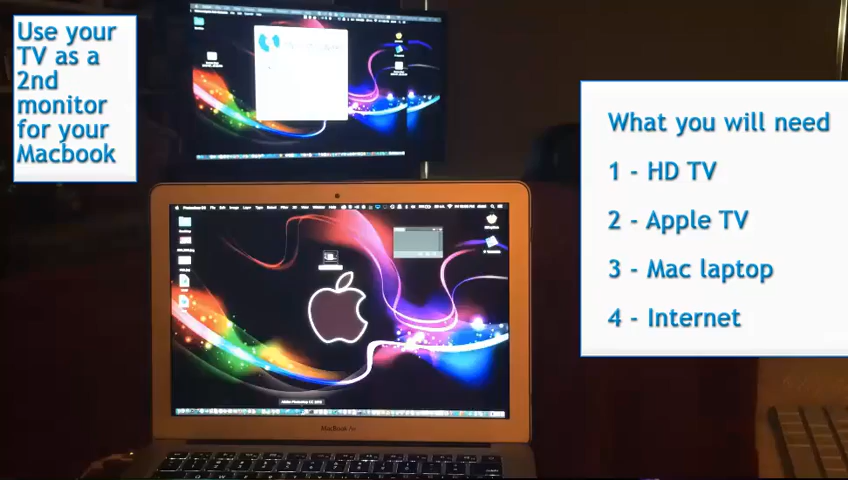 Use your
TV as a
2nd
monitor
for your
Macbook
What you will need
1 - HD TV
2 - Apple TV
3 - Mac laptop
4 - Internet
MacBook Air